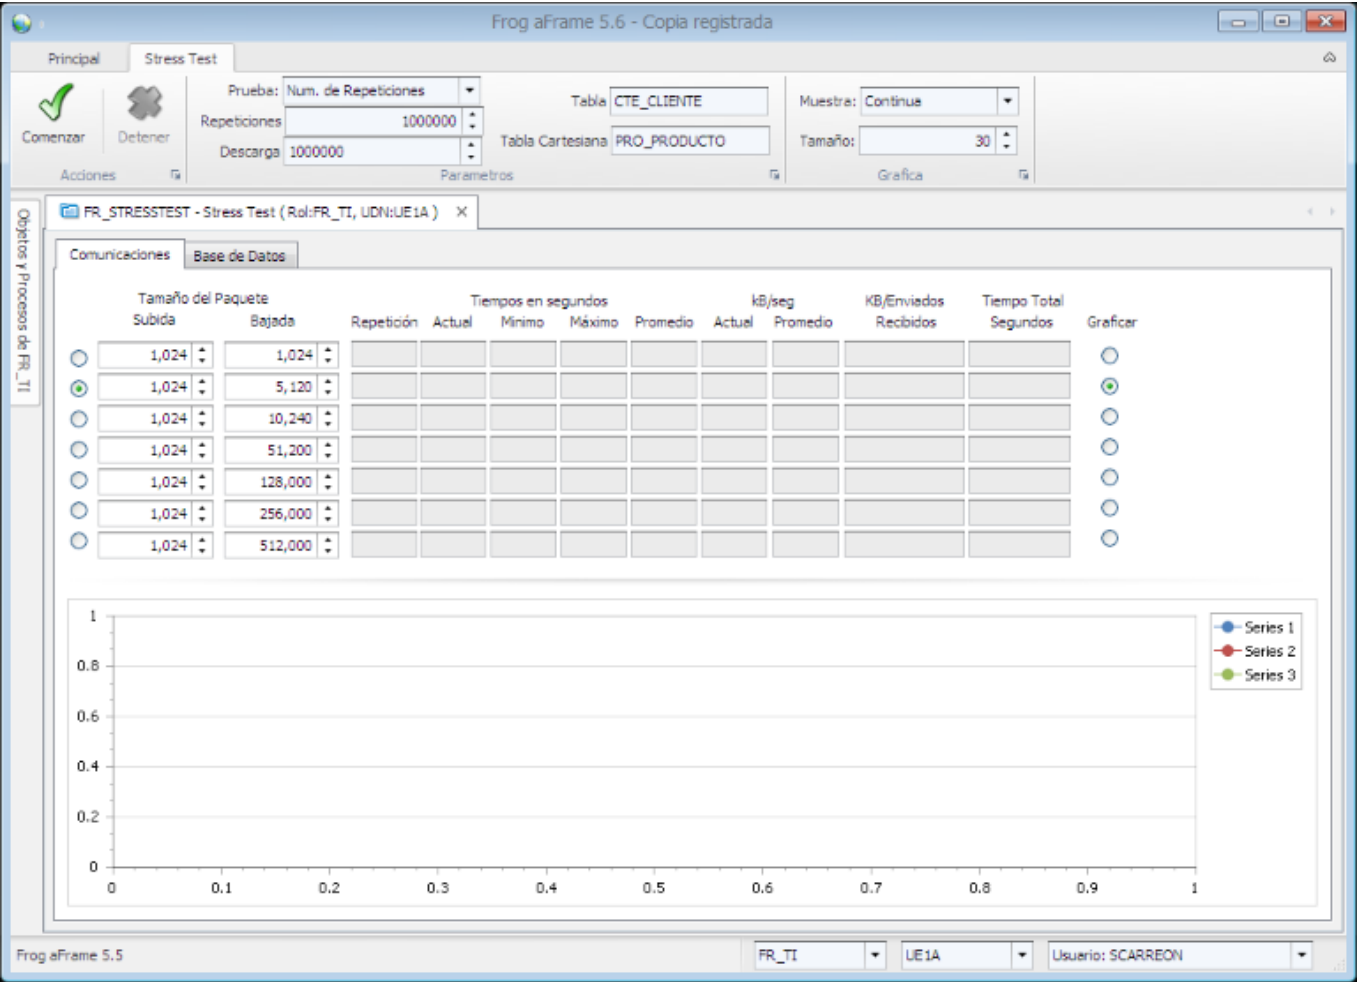 Frog aFrame 5.6 - Copia registrada
Principal Stress Test
Comenzar Detener
Acciones
Prueba: Num. de Repeticiones
Repeticiones 1000000
Descarga 1000000
Tabla CTE_CLIENTE
Tabla Cartesiana PRO_PRODUCTO
Parametros
Muestra: Continua
Tamaño: 30
Grafica
Objetos y Procesos de FR_TI
FR_STRESSTEST - Stress Test ( Rol:FR_TI, UDN:UE1A )
Comunicaciones Base de Datos
Tamaño del Paquete Tiempos en segundos kB/seg KB/Enviados Tiempo Total
Subida Bajada Repetición Actual Minimo Máximo Promedio Actual Promedio Recibidos Segundos Graficar
1,024 1,024
1,024 5,120
1,024 10,240
1,024 51,200
1,024 128,000
1,024 256,000
1,024 512,000
1
0.8
0.6
0.4
0.2
0
0 0.1 0.2 0.3 0.4 0.5 0.6 0.7 0.8 0.9 1
Series 1
Series 2
Series 3
Frog aFrame 5.5 FR_TI UE1A Usuario: SCARREON